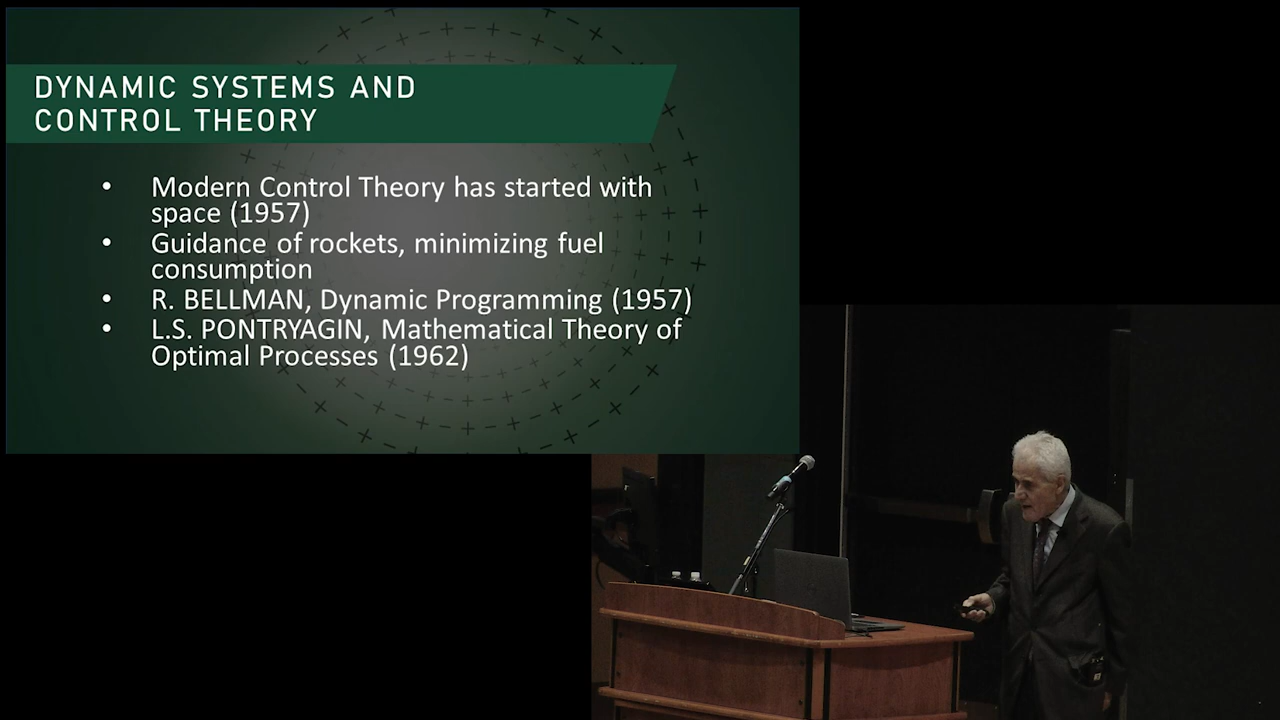 DYNAMIC SYSTEMS AND
CONTROL THEORY
• Modern Control Theory has started with
space (1957)
• Guidance of rockets, minimizing fuel
consumption
• R. BELLMAN, Dynamic Programming (1957)
• L.S. PONTRYAGIN, Mathematical Theory of
Optimal Processes (1962)